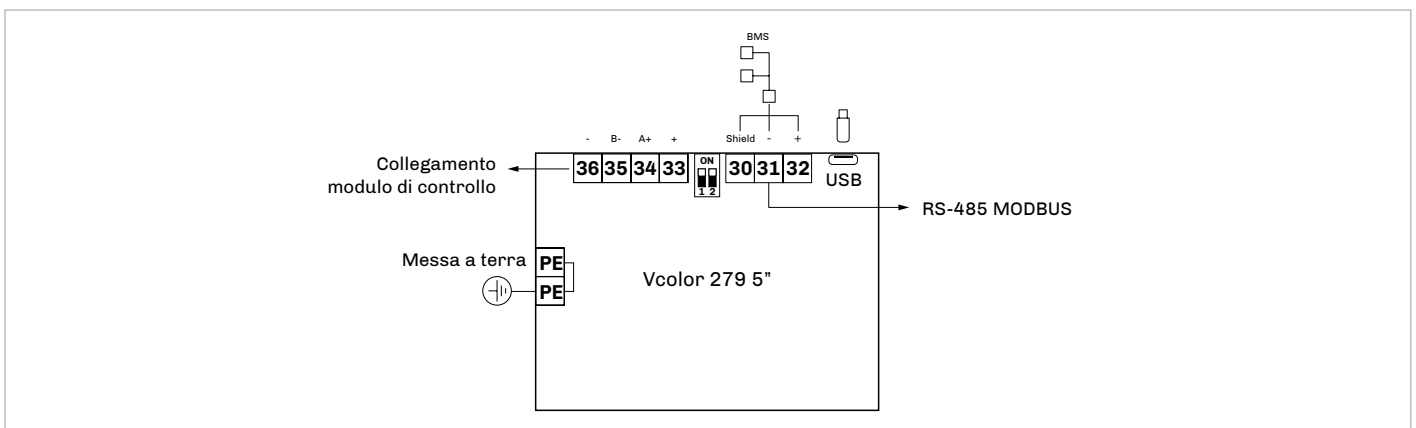 BMS
- B- A+ + Shield - +
Collegamento
modulo di controllo
36 35 34 33 ON 30 31 32
1 2
USB
RS-485 MODBUS
Messa a terra PE
PE
Vcolor 279 5”